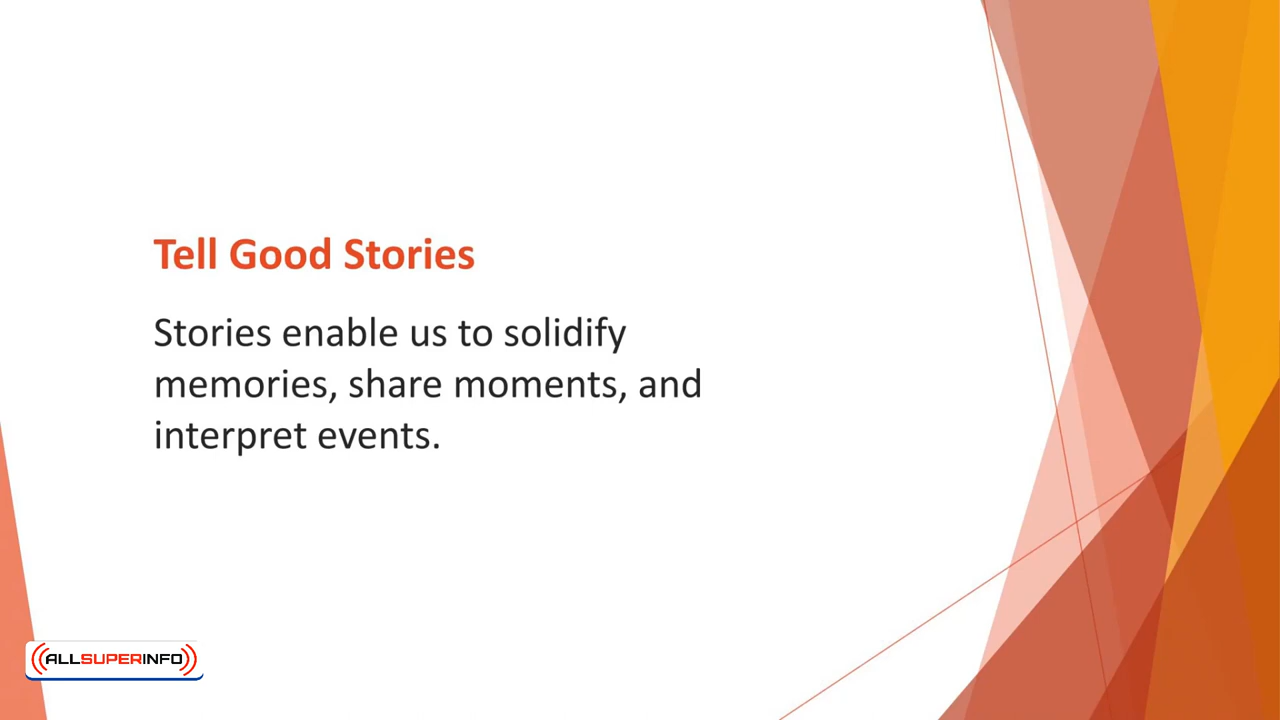 Tell Good Stories
Stories enable us to solidify
memories, share moments, and
interpret events.
ALLSUPERINFO